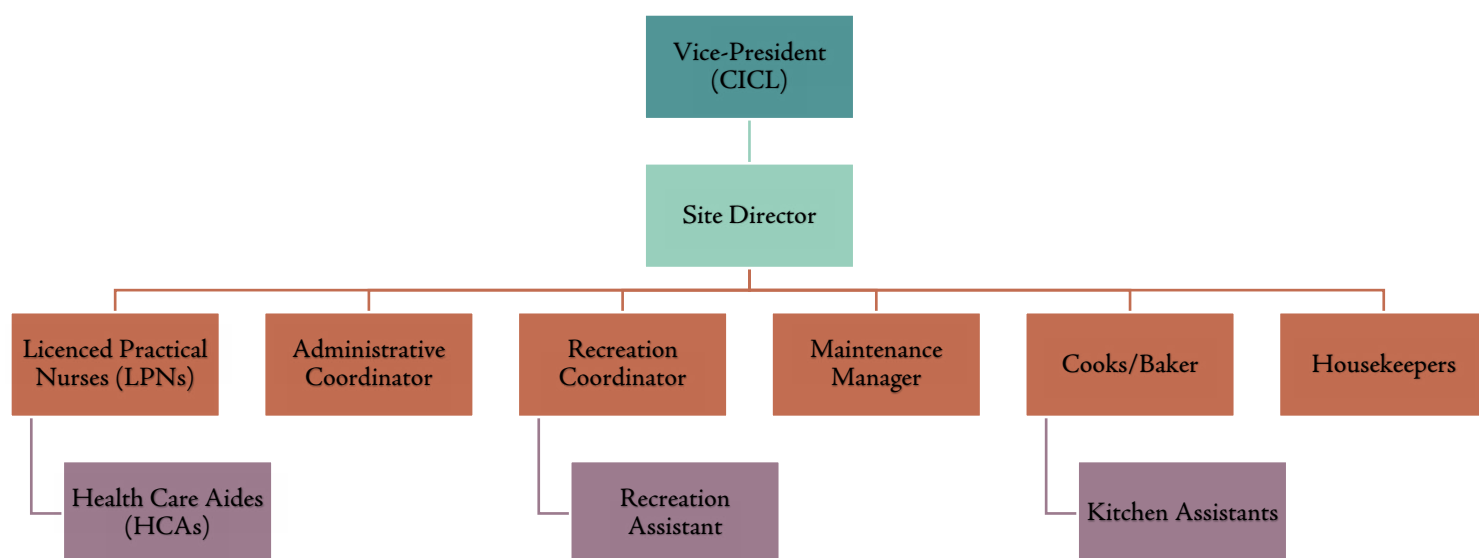 Vice-President
(CICL)
Site Director
Licenced Practical
Nurses (LPNs)
Administrative
Coordinator
Recreation
Coordinator
Maintenance
Manager
Cooks/Baker
Housekeepers
Health Care Aides
(HCAs)
Recreation
Assistant
Kitchen Assistants